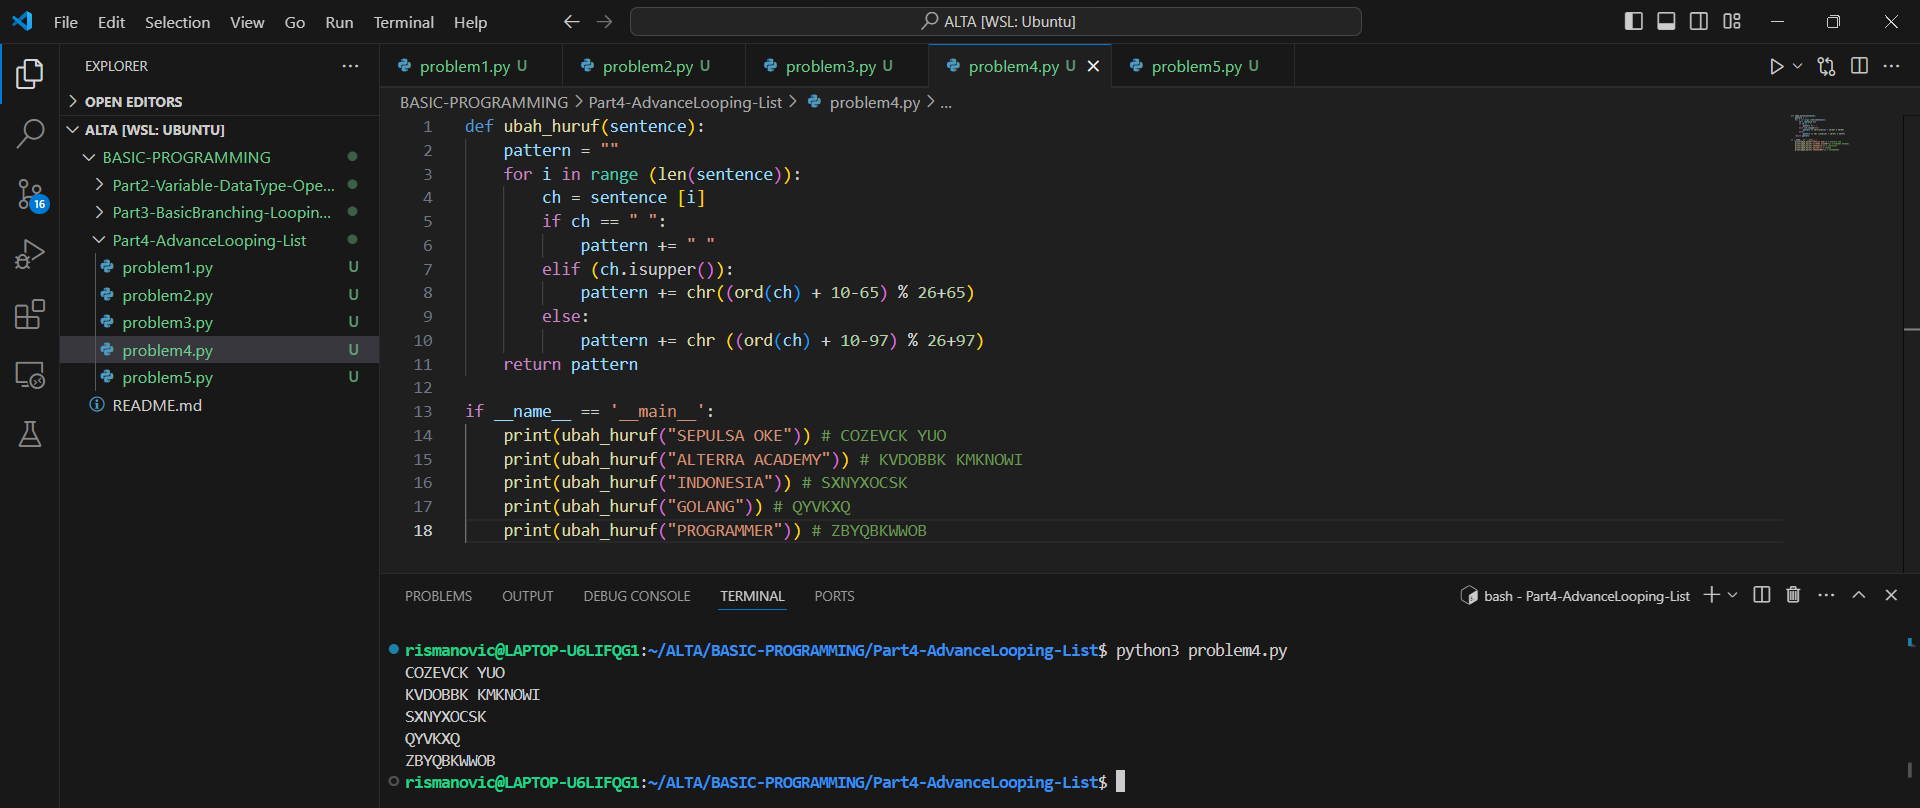 File Edit Selection View Go Run Terminal Help
ALTA [WSL: Ubuntu]
EXPLORER
OPEN EDITORS
ALTA [WSL: UBUNTU]
BASIC-PROGRAMMING
Part2-Variable-DataType-Ope...
Part3-BasicBranching-Loopin...
Part4-AdvanceLooping-List
problem1.py U
problem2.py U
problem3.py U
problem4.py U
problem5.py U
README.md
16
problem1.py U problem2.py U problem3.py U problem4.py U problem5.py U
BASIC-PROGRAMMING > Part4-AdvanceLooping-List > problem4.py > ...
1 def ubah_huruf(sentence):
2 pattern = ""
3 for i in range (len(sentence)):
4 ch = sentence [i]
5 if ch == " ":
6 pattern += " "
7 elif (ch.isupper()):
8 pattern += chr((ord(ch) + 10-65) % 26+65)
9 else:
10 pattern += chr ((ord(ch) + 10-97) % 26+97)
11 return pattern
12
13 if __name__ == '__main__':
14 print(ubah_huruf("SEPULSA OKE")) # COZEVCK YUO
15 print(ubah_huruf("ALTERRA ACADEMY")) # KVDOBBK KMKNOWI
16 print(ubah_huruf("INDONESIA")) # SXNYXOCSK
17 print(ubah_huruf("GOLANG")) # QYVKXQ
18 print(ubah_huruf("PROGRAMMER")) # ZBYQBKWWOB
PROBLEMS OUTPUT DEBUG CONSOLE TERMINAL PORTS
bash - Part4-AdvanceLooping-List
rismanovic@LAPTOP-U6LIFQG1:~/ALTA/BASIC-PROGRAMMING/Part4-AdvanceLooping-List$ python3 problem4.py
COZEVCK YUO
KVDOBBK KMKNOWI
SXNYXOCSK
QYVKXQ
ZBYQBKWWOB
rismanovic@LAPTOP-U6LIFQG1:~/ALTA/BASIC-PROGRAMMING/Part4-AdvanceLooping-List$